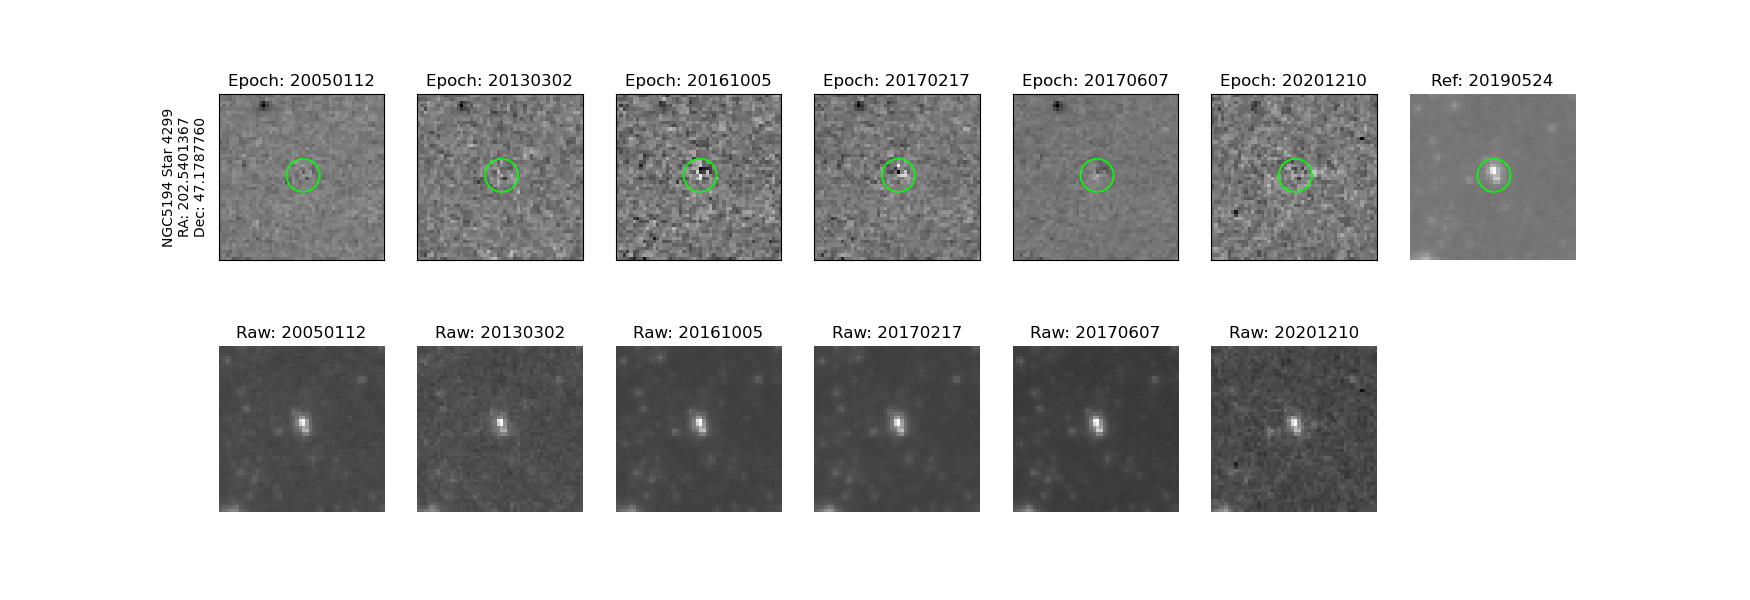 NGC5194 Star 4299
RA: 202.5401367
Dec: 47.1787760
Epoch: 20050112
Epoch: 20130302
Epoch: 20161005
Epoch: 20170217
Epoch: 20170607
Epoch: 20201210
Ref: 20190524
Raw: 20050112
Raw: 20130302
Raw: 20161005
Raw: 20170217
Raw: 20170607
Raw: 20201210